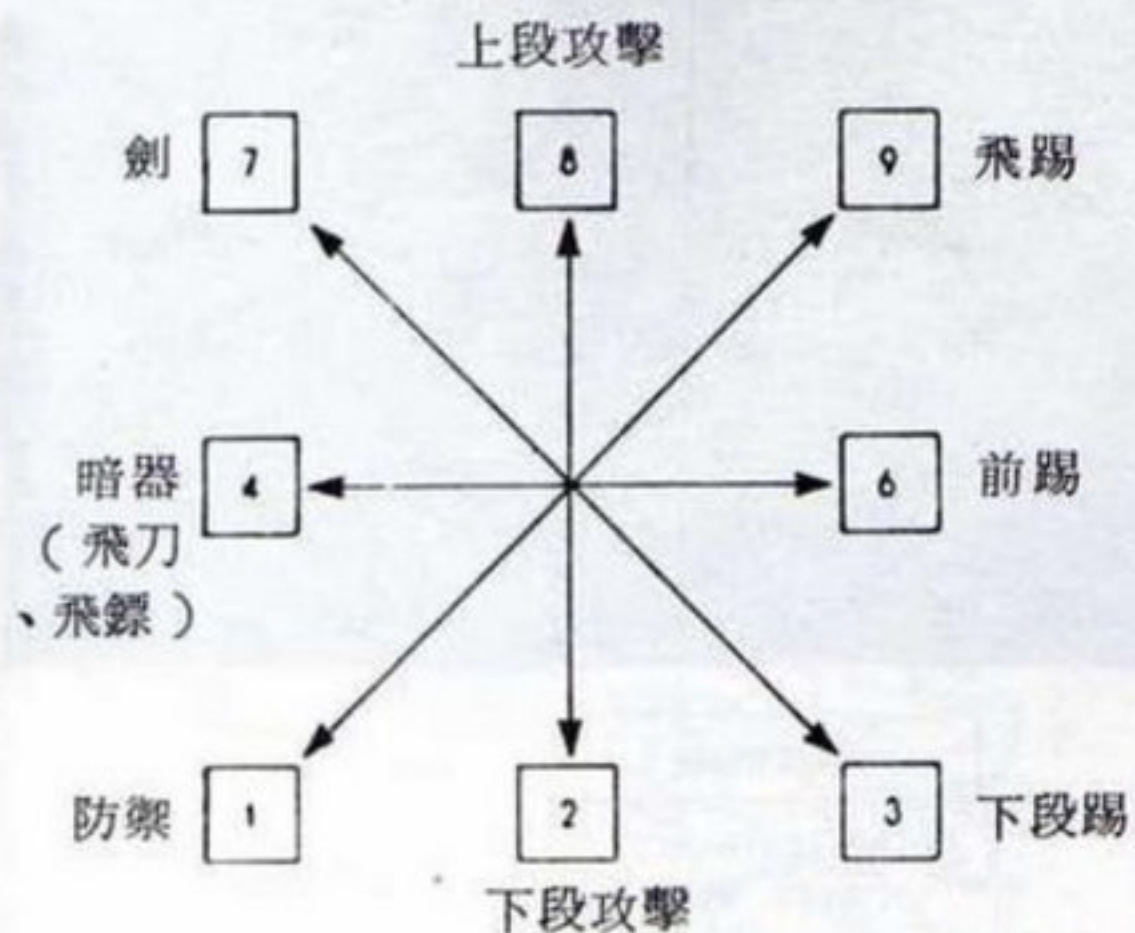 上段攻擊
劍 7 8 9 飛踢
暗器 4 6 前踢
（飛刀
、飛鏢）
防禦 1 2 3 下段踢
下段攻擊